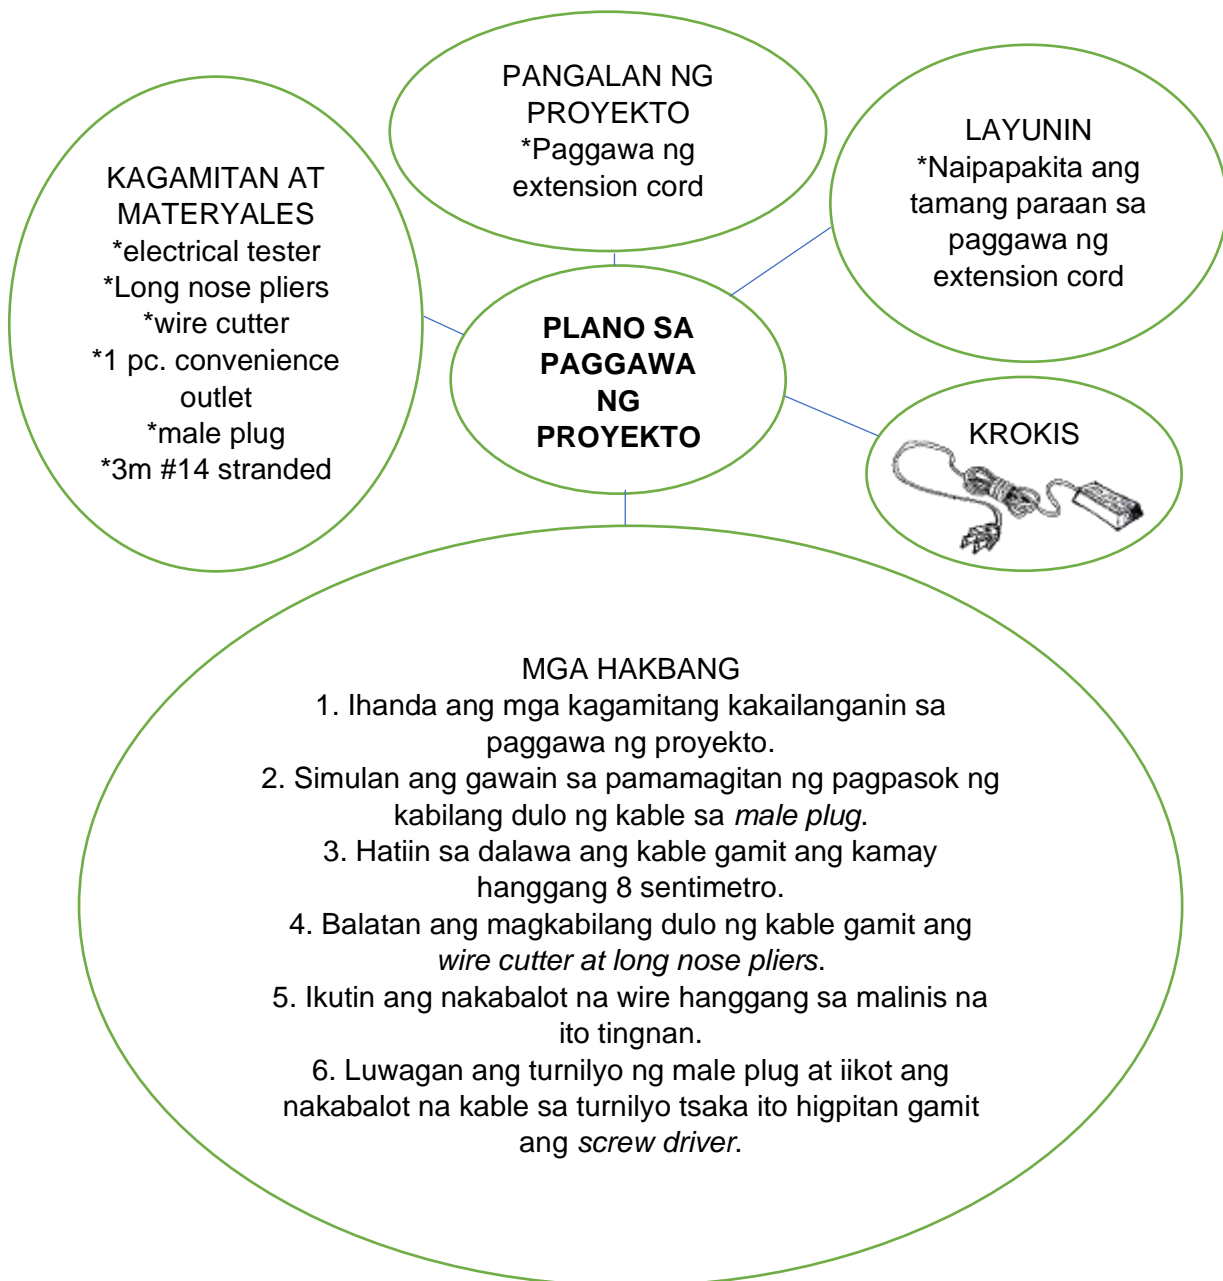 PANGALAN NG
PROYEKTO
*Paggawa ng
extension cord
LAYUNIN
*Naipapakita ang
tamang paraan sa
paggawa ng
extension cord
KAGAMITAN AT
MATERYALES
*electrical tester
*Long nose pliers
*wire cutter
*1 pc. convenience
outlet
*male plug
*3m #14 stranded
PLANO SA
PAGGAWA
NG
PROYEKTO
KROKIS
MGA HAKBANG
1. Ihanda ang mga kagamitang kakailanganin sa
paggawa ng proyekto.
2. Simulan ang gawain sa pamamagitan ng pagpasok ng
kabilang dulo ng kable sa male plug.
3. Hatiin sa dalawa ang kable gamit ang kamay
hanggang 8 sentimetro.
4. Balatan ang magkabilang dulo ng kable gamit ang
wire cutter at long nose pliers.
5. Ikutin ang nakabalot na wire hanggang sa malinis na
ito tingnan.
6. Luwagan ang turnilyo ng male plug at iikot ang
nakabalot na kable sa turnilyo tsaka ito higpitan gamit
ang screw driver.